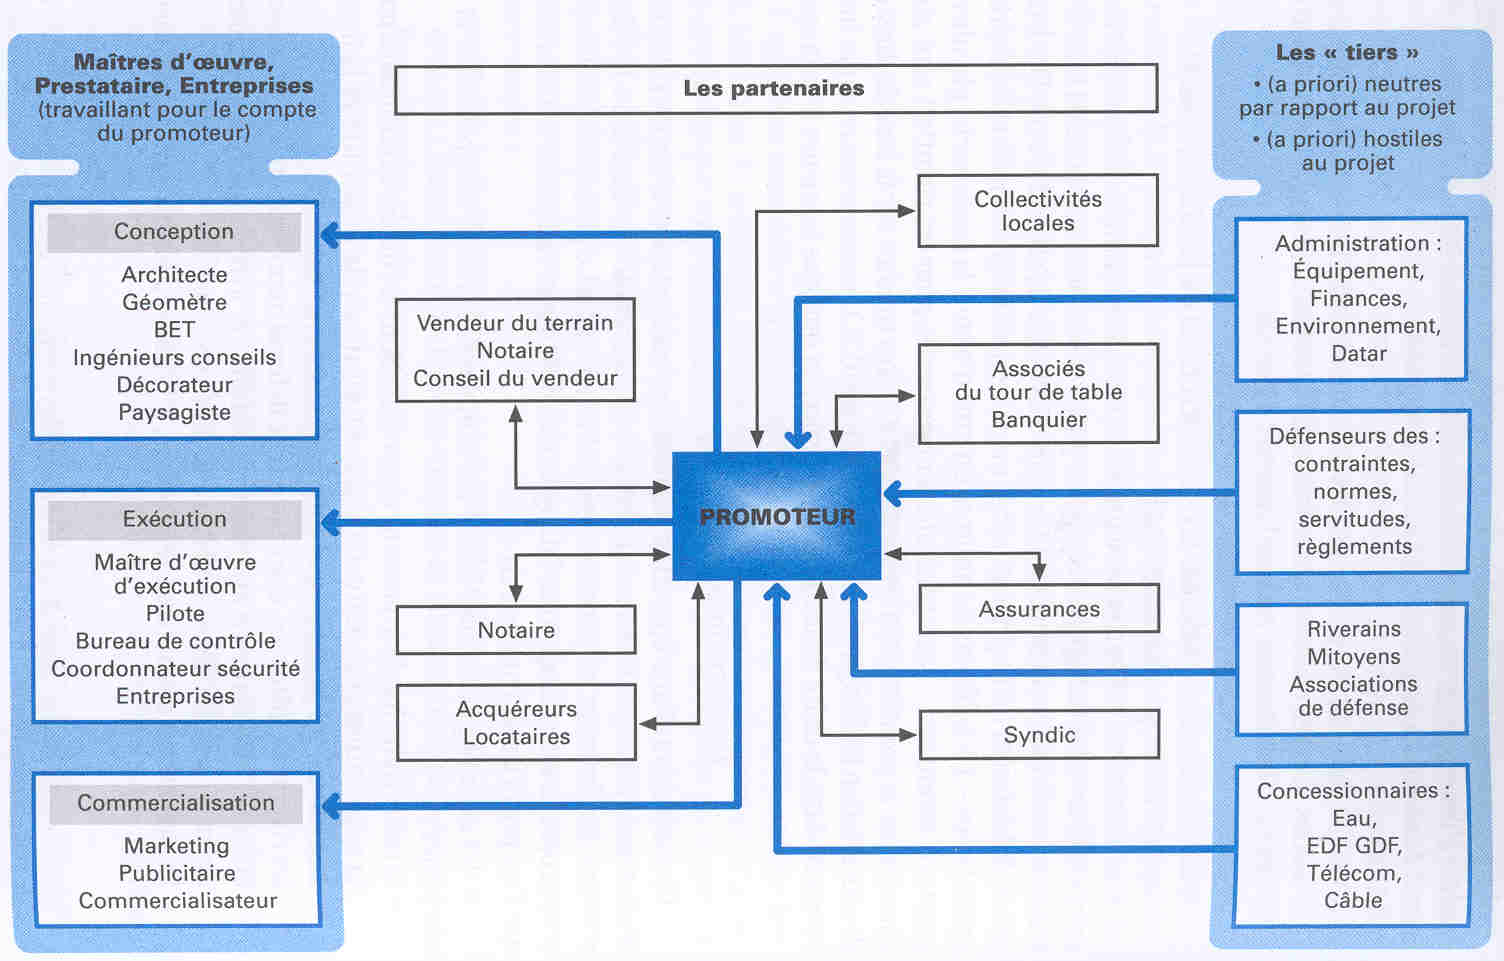 Maîtres d'œuvre,
Prestataire, Entreprises
(travaillant pour le compte
du promoteur)
Conception
Architecte
Géomètre
BET
Ingénieurs conseils
Décorateur
Paysagiste
Exécution
Maître d'œuvre
d'exécution
Pilote
Bureau de contrôle
Coordonnateur sécurité
Entreprises
Commercialisation
Marketing
Publicitaire
Commercialisateur
Les partenaires
Collectivités
locales
Vendeur du terrain
Notaire
Conseil du vendeur
Associés
du tour de table
Banquier
PROMOTEUR
Notaire
Assurances
Acquéreurs
Locataires
Syndic
Les « tiers »
• (a priori) neutres
par rapport au projet
• (a priori) hostiles
au projet
Administration :
Équipement,
Finances,
Environnement,
Datar
Défenseurs des :
contraintes,
normes,
servitudes,
règlements
Riverains
Mitoyens
Associations
de défense
Concessionnaires :
Eau,
EDF GDF,
Télécom,
Câble